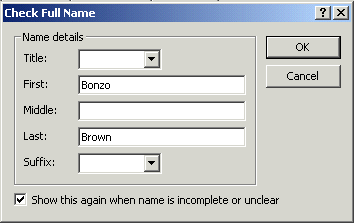 Check Full Name
Name details
Title:
First: Bonzo
Middle:
Last: Brown
Suffix:
OK
Cancel
Show this again when name is incomplete or unclear